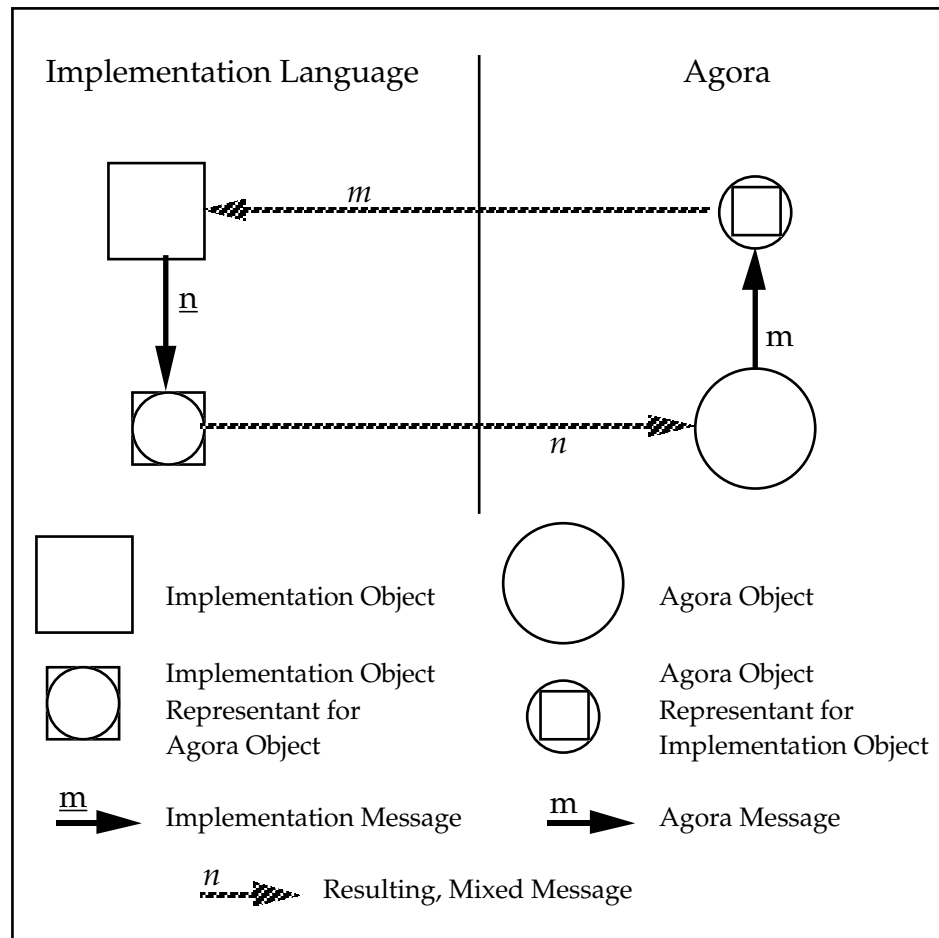 Implementation Language
Agora
m
n
m
n
Implementation Object
Agora Object
Implementation Object
Representant for
Agora Object
Agora Object
Representant for
Implementation Object
m
Implementation Message
m
Agora Message
n
Resulting, Mixed Message